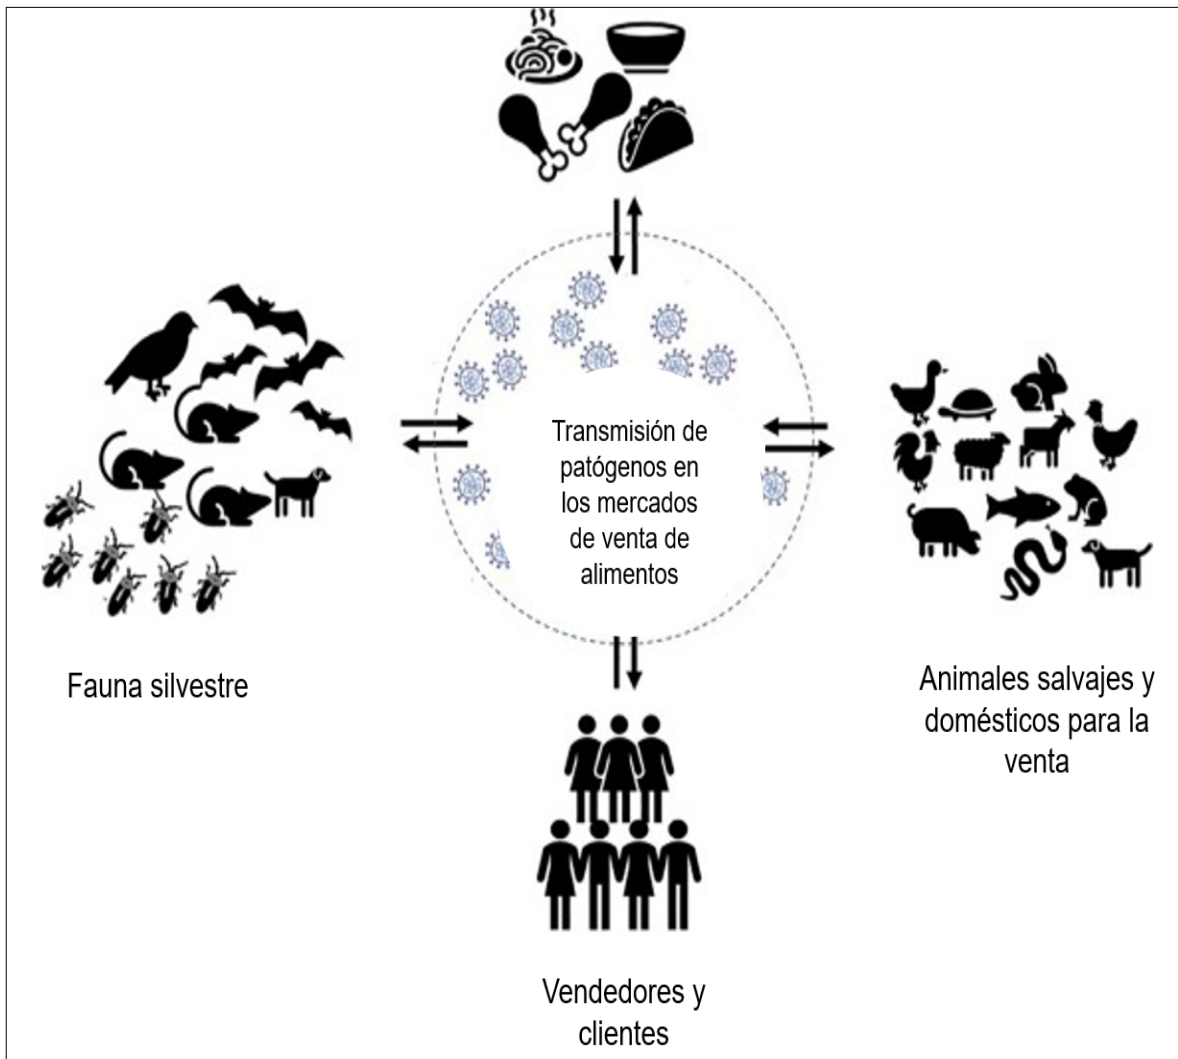 Transmisión de
patógenos en
los mercados
de venta de
alimentos
Fauna silvestre
Animales salvajes y
domésticos para la
venta
Vendedores y
clientes